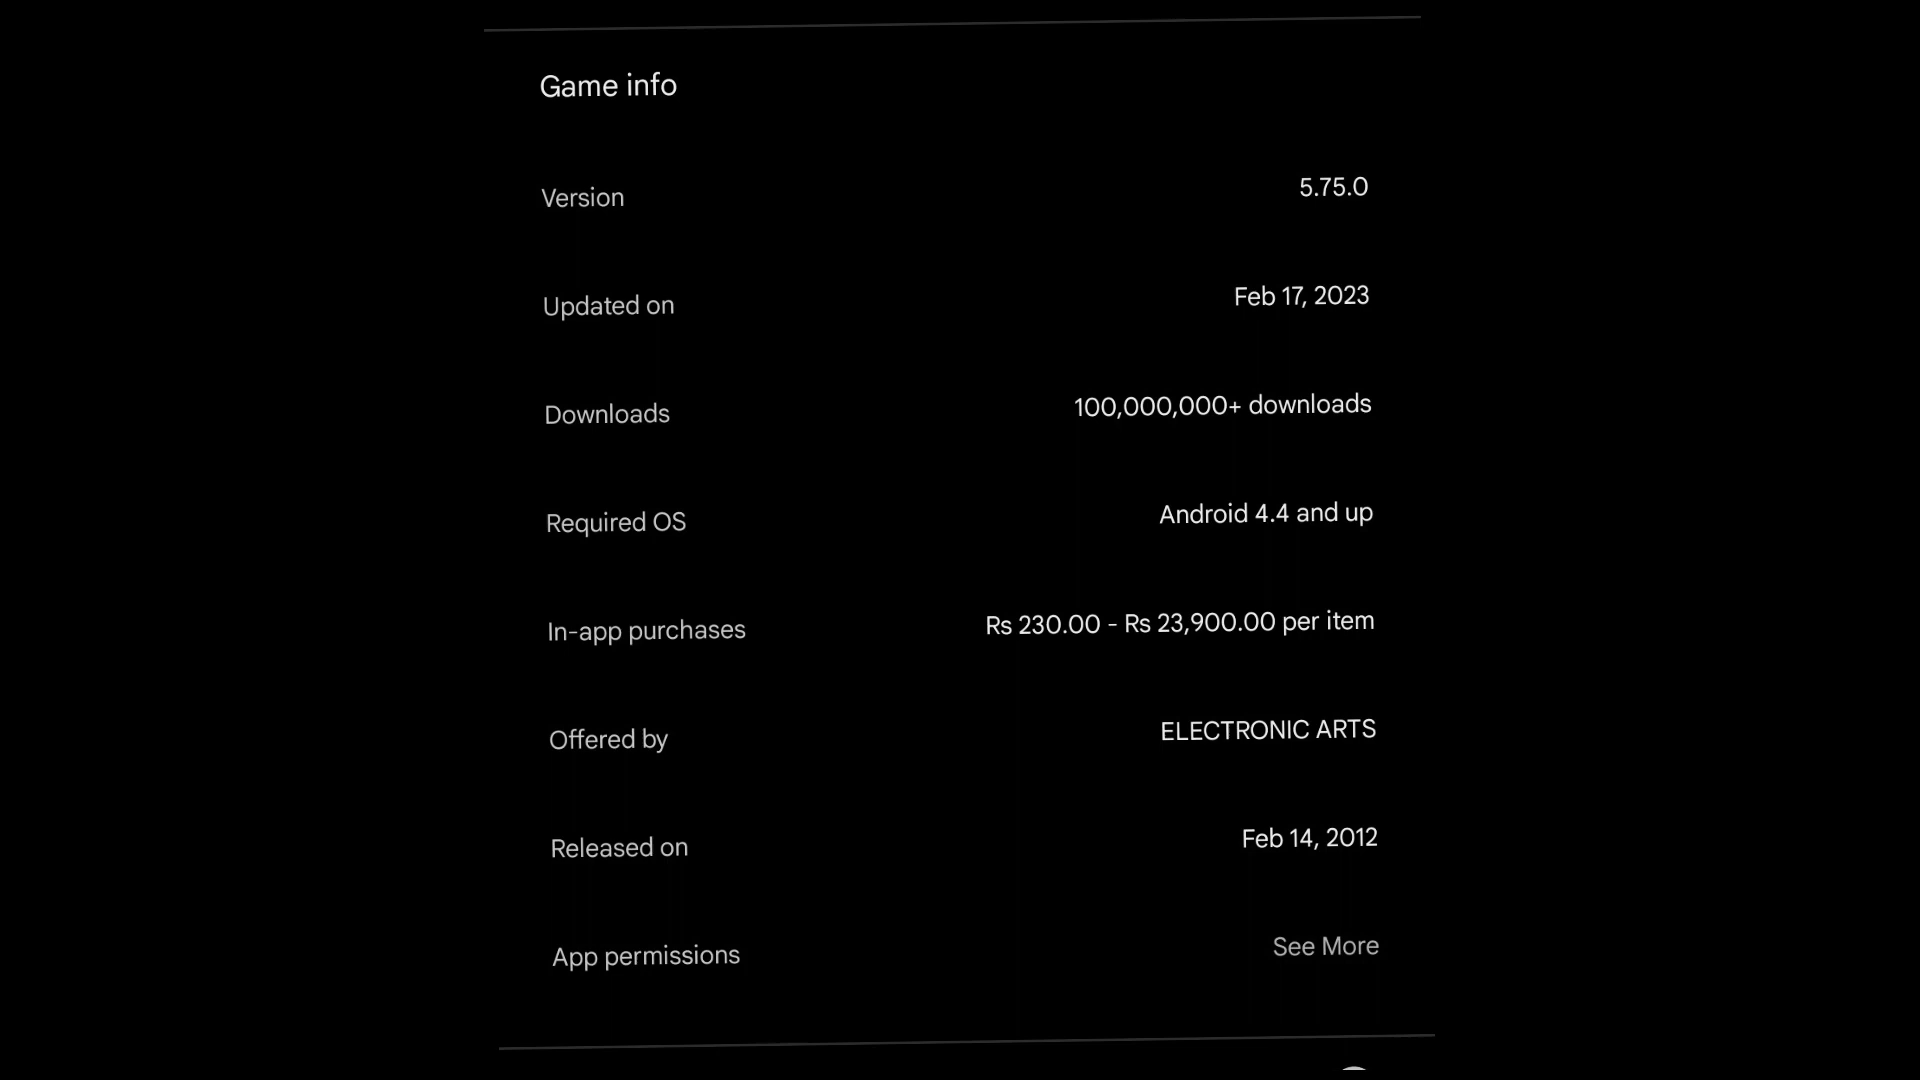 Game info
Version 5.75.0
Updated on Feb 17, 2023
Downloads 100,000,000+ downloads
Required OS Android 4.4 and up
In-app purchases Rs 230.00 - Rs 23,900.00 per item
Offered by ELECTRONIC ARTS
Released on Feb 14, 2012
App permissions See More